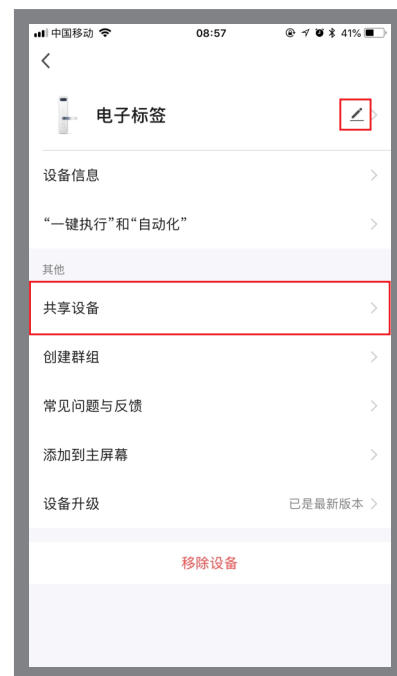 中国移动 08:57 41%
电子标签
设备信息
“一键执行”和“自动化”
其他
共享设备
创建群组
常见问题与反馈
添加到主屏幕
设备升级 已是最新版本
移除设备